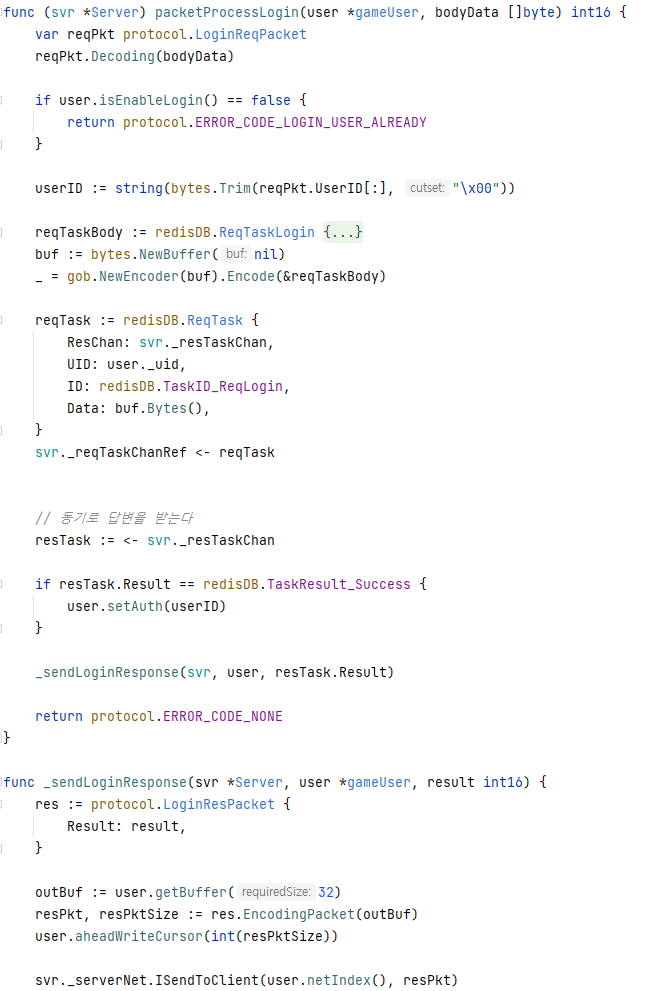 func (svr *Server) packetProcessLogin(user *gameUser, bodyData []byte) int16 {
    var reqPkt protocol.LoginReqPacket
    reqPkt.Decoding(bodyData)

    if user.isEnableLogin() == false {
        return protocol.ERROR_CODE_LOGIN_USER_ALREADY
    }

    userID := string(bytes.Trim(reqPkt.UserID[:], cutset: "\x00"))

    reqTaskBody := redisDB.ReqTaskLogin {...}
    buf := bytes.NewBuffer( buf: nil)
    _ = gob.NewEncoder(buf).Encode(&reqTaskBody)

    reqTask := redisDB.ReqTask {
        ResChan: svr._resTaskChan,
        UID: user._uid,
        ID: redisDB.TaskID_ReqLogin,
        Data: buf.Bytes(),
    }
    svr._reqTaskChanRef <- reqTask


    // 동기로 답변을 받는다
    resTask := <- svr._resTaskChan

    if resTask.Result == redisDB.TaskResult_Success {
        user.setAuth(userID)
    }

    _sendLoginResponse(svr, user, resTask.Result)

    return protocol.ERROR_CODE_NONE
}

func _sendLoginResponse(svr *Server, user *gameUser, result int16) {
    res := protocol.LoginResPacket {
        Result: result,
    }

    outBuf := user.getBuffer( requiredSize: 32)
    resPkt, resPktSize := res.EncodingPacket(outBuf)
    user.aheadWriteCursor(int(resPktSize))

    svr._serverNet.ISendToClient(user.netIndex(), resPkt)